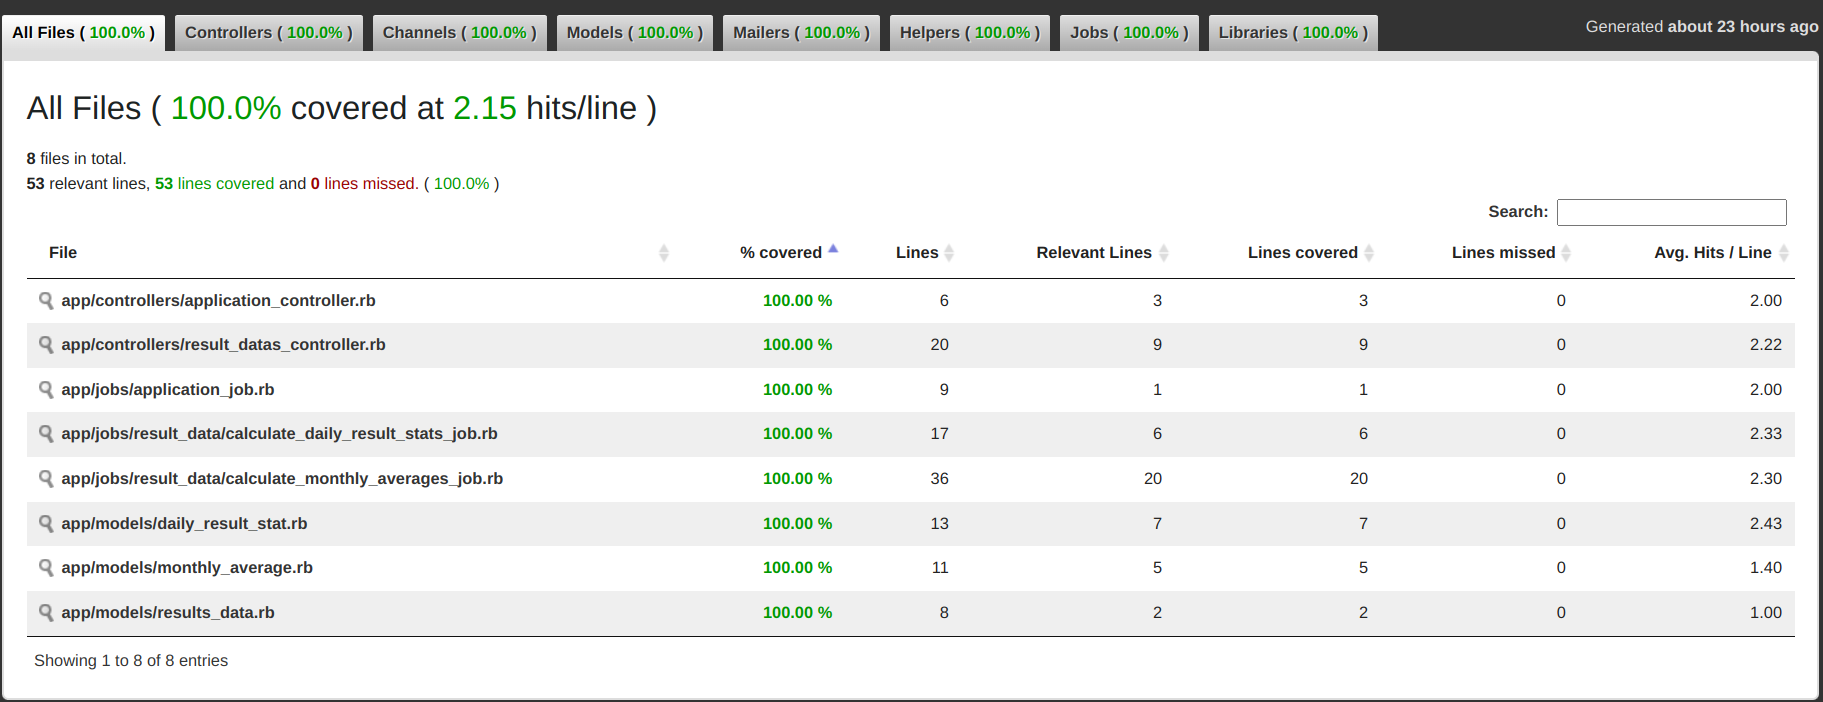 All Files ( 100.0% ) Controllers ( 100.0% ) Channels ( 100.0% ) Models ( 100.0% ) Mailers ( 100.0% ) Helpers ( 100.0% ) Jobs ( 100.0% ) Libraries ( 100.0% ) Generated about 23 hours ago
All Files ( 100.0% covered at 2.15 hits/line )
8 files in total.
53 relevant lines, 53 lines covered and 0 lines missed. ( 100.0% )
Search:
File % covered Lines Relevant Lines Lines covered Lines missed Avg. Hits / Line
app/controllers/application_controller.rb 100.00 % 6 3 3 0 2.00
app/controllers/result_datas_controller.rb 100.00 % 20 9 9 0 2.22
app/jobs/application_job.rb 100.00 % 9 1 1 0 2.00
app/jobs/result_data/calculate_daily_result_stats_job.rb 100.00 % 17 6 6 0 2.33
app/jobs/result_data/calculate_monthly_averages_job.rb 100.00 % 36 20 20 0 2.30
app/models/daily_result_stat.rb 100.00 % 13 7 7 0 2.43
app/models/monthly_average.rb 100.00 % 11 5 5 0 1.40
app/models/results_data.rb 100.00 % 8 2 2 0 1.00
Showing 1 to 8 of 8 entries